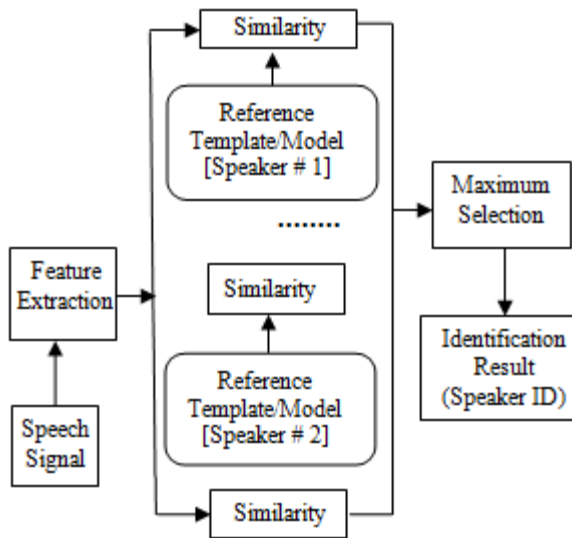 Similarity
Reference
Template/Model
[Speaker # 1]
........
Maximum
Selection
Feature
Extraction
Similarity
Identification
Result
(Speaker ID)
Reference
Template/Model
[Speaker # 2]
Speech
Signal
Similarity